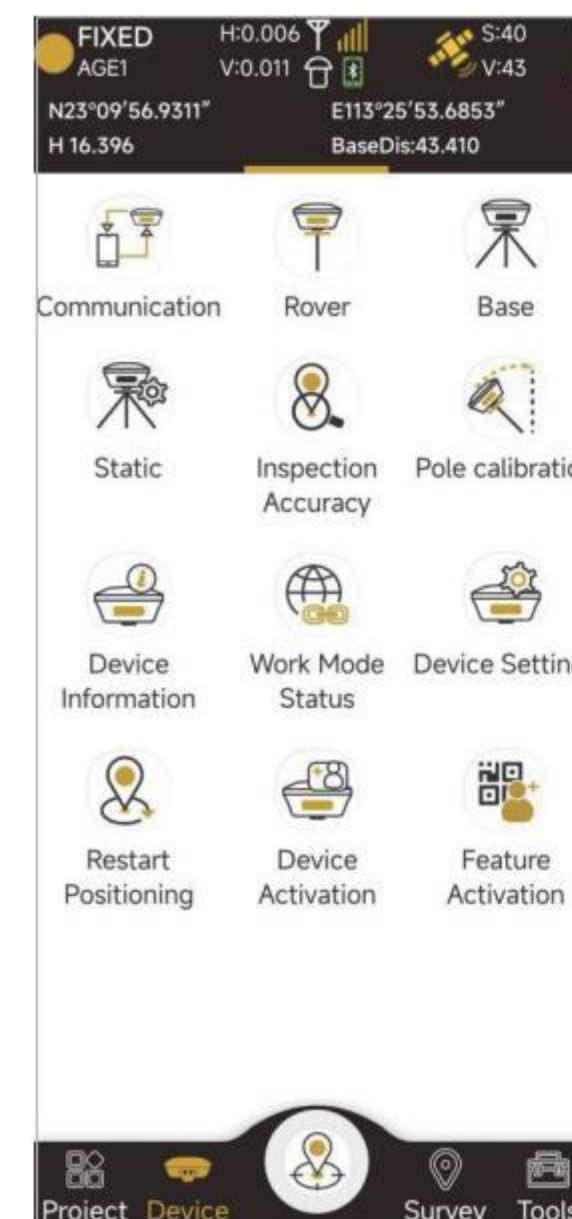 FIXED H:0.006 S:40
AGE1 V:0.011 V:43
N23°09′56.9311″ E113°25′53.6853″
H 16.396 BaseDis:43.410
Communication Rover Base
Static Inspection Accuracy Pole calibratio
Device Information Work Mode Status Device Setting
Restart Positioning Device Activation Feature Activation
Project Device Survey Tools